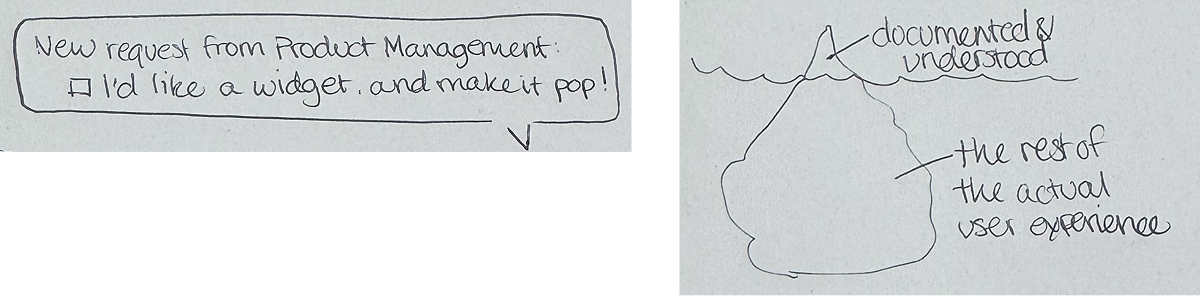 New request from Product Management:
☐ I'd like a widget. and make it pop!
documented &
understood
the rest of
the actual
user experience